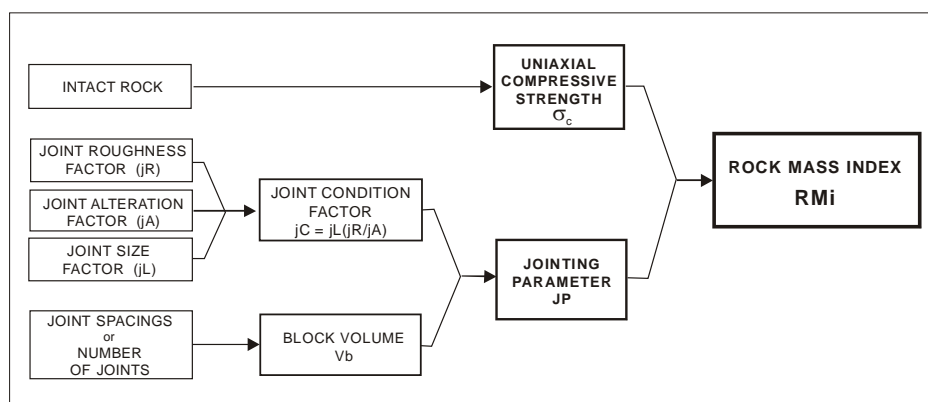 INTACT ROCK
UNIAXIAL
COMPRESSIVE
STRENGTH
σc
JOINT ROUGHNESS
FACTOR (jR)
JOINT ALTERATION
FACTOR (jA)
JOINT SIZE
FACTOR (jL)
JOINT CONDITION
FACTOR
jC = jL(jR/jA)
JOINT SPACINGS
or
NUMBER
OF JOINTS
BLOCK VOLUME
Vb
JOINTING
PARAMETER
JP
ROCK MASS INDEX
RMi